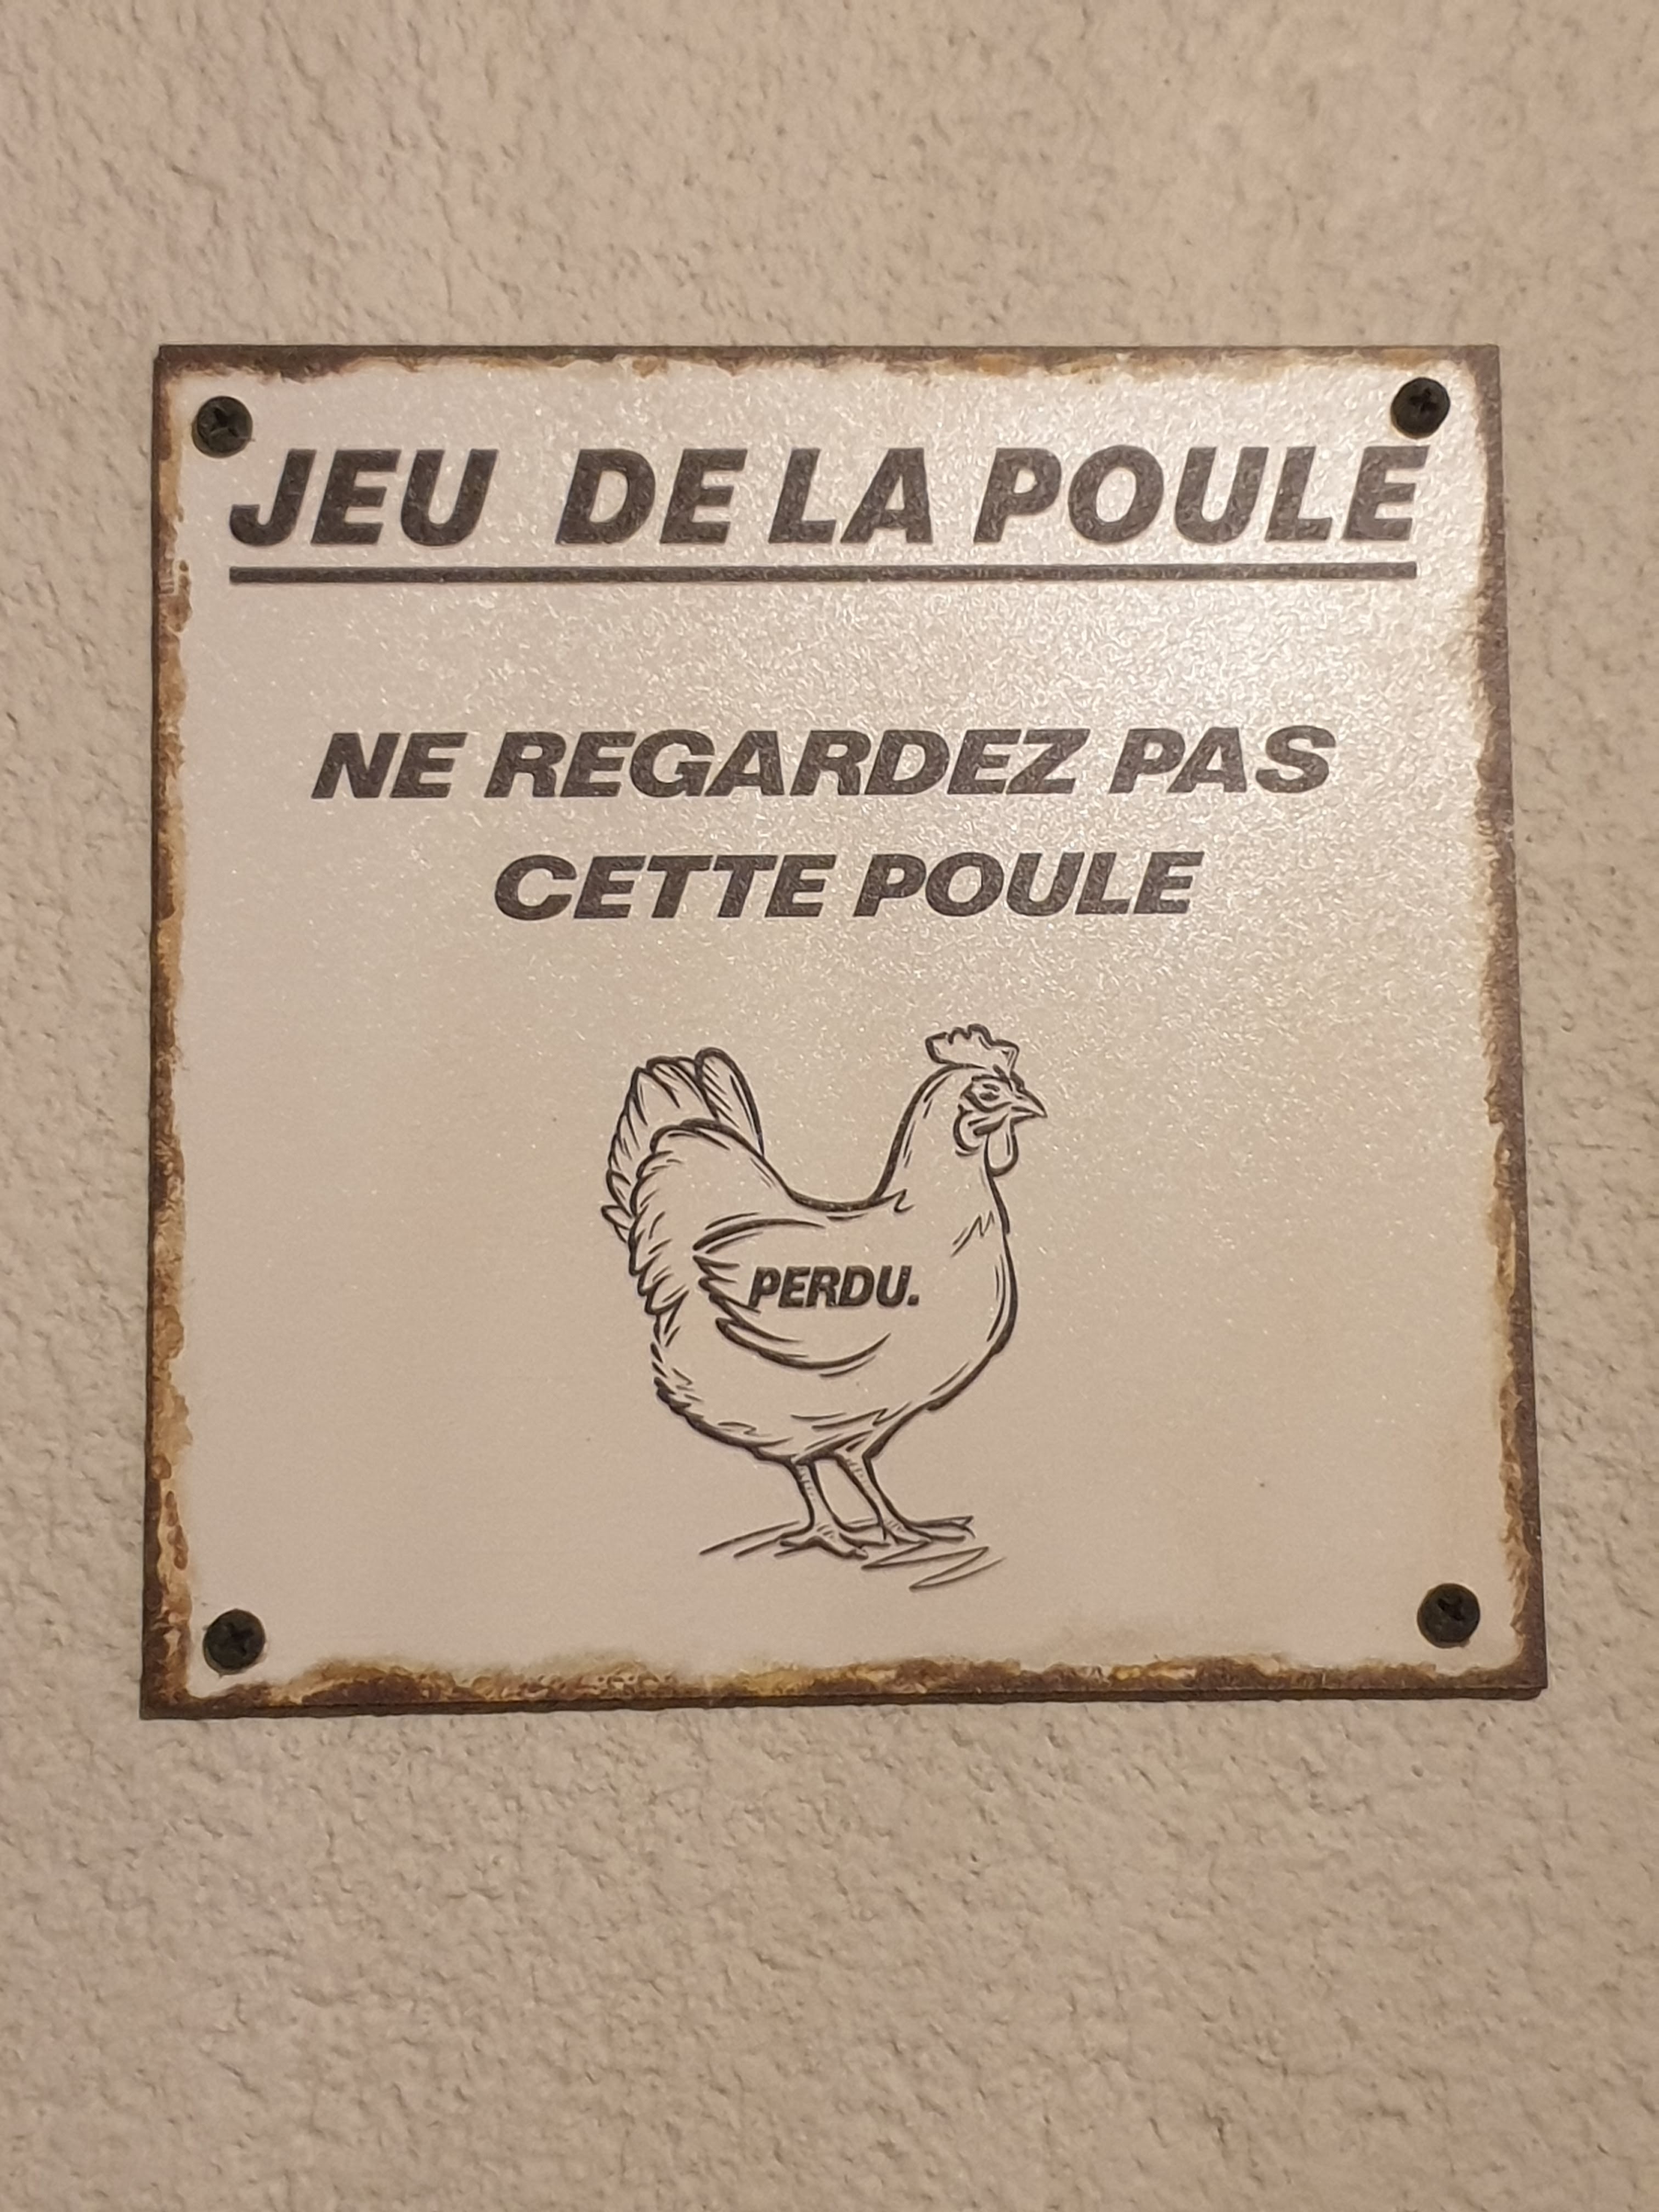 JEU DE LA POULE
NE REGARDEZ PAS
CETTE POULE
PERDU.